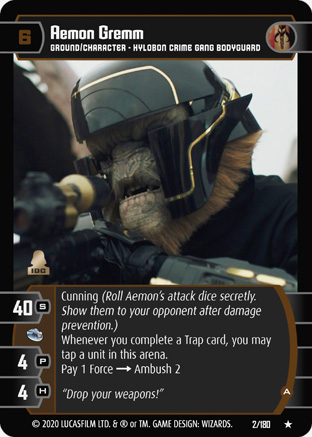 6
Aemon Gremm
GROUND/CHARACTER - HYLOBON CRIME GANG BODYGUARD
IDC
40 S
4 P
4 H
Cunning (Roll Aemon's attack dice secretly.
Show them to your opponent after damage
prevention.)
Whenever you complete a Trap card, you may
tap a unit in this arena.
Pay 1 Force → Ambush 2
"Drop your weapons!"
A
© 2020 LUCASFILM LTD. & ® or TM. GAME DESIGN: WIZARDS. 2/180 ★